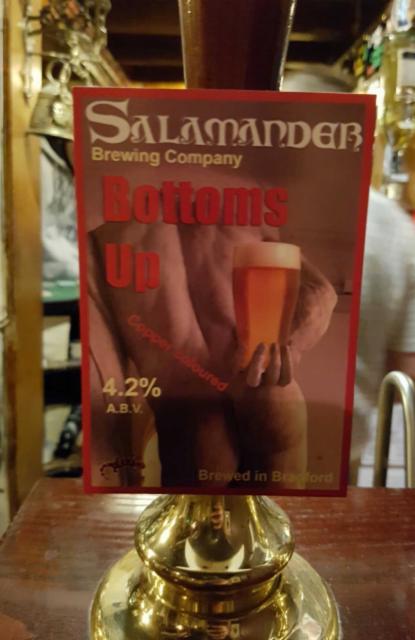 SALAMANDER
Brewing Company
Bottoms
Up
Copper coloured
4.2%
A.B.V.
Brewed in Bradford